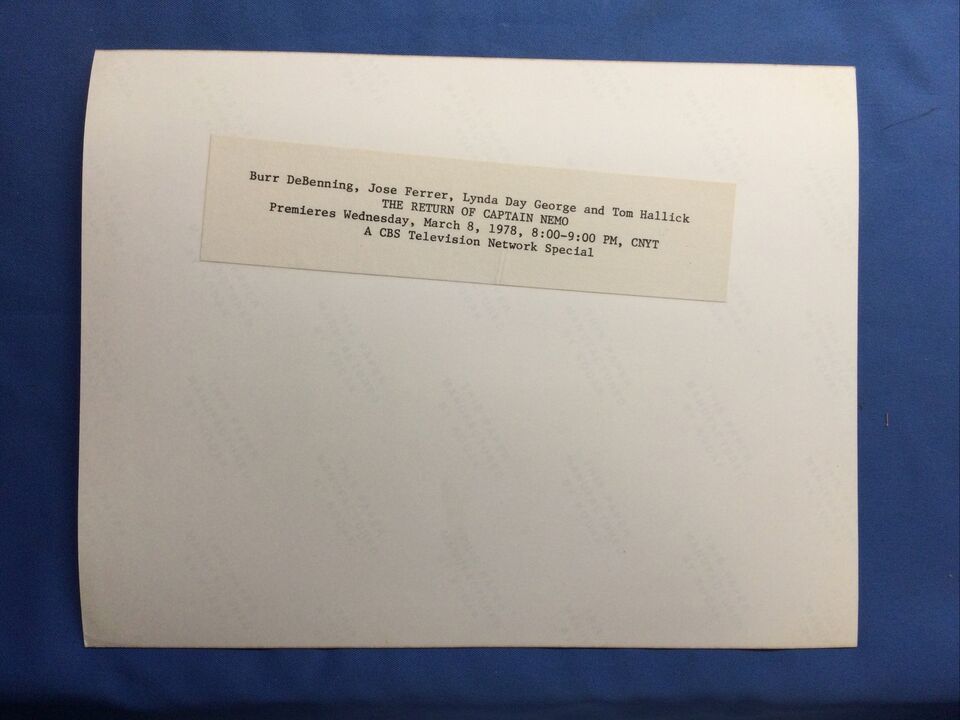 Burr DeBenning, Jose Ferrer, Lynda Day George and Tom Hallick
THE RETURN OF CAPTAIN NEMO
Premieres Wednesday, March 8, 1978, 8:00-9:00 PM, CNYT
A CBS Television Network Special